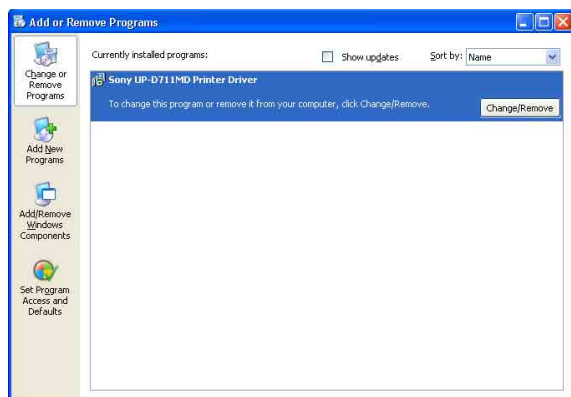 Add or Remove Programs
Currently installed programs:
Show updates
Sort by:
Name
Change or
Remove
Programs
Sony UP-D711MD Printer Driver
To change this program or remove it from your computer, click Change/Remove.
Change/Remove
Add New
Programs
Add/Remove
Windows
Components
Set Program
Access and
Defaults